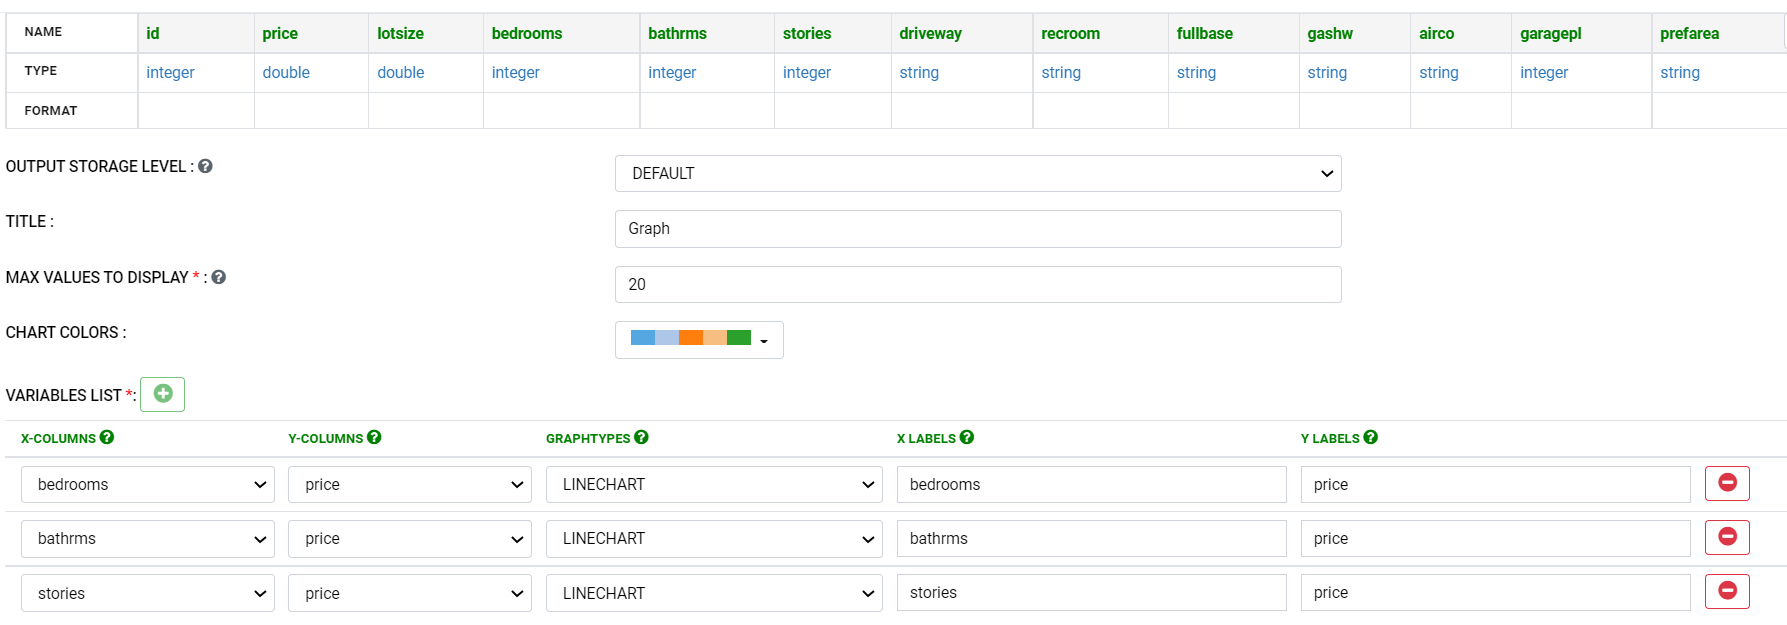 NAME id price lotsize bedrooms bathrms stories driveway recroom fullbase gashw airco garagepl prefarea
TYPE integer double double integer integer integer string string string string string integer string
FORMAT
OUTPUT STORAGE LEVEL : DEFAULT
TITLE : Graph
MAX VALUES TO DISPLAY * : 20
CHART COLORS :
VARIABLES LIST *:
X-COLUMNS Y-COLUMNS GRAPHTYPES X LABELS Y LABELS
bedrooms price LINECHART bedrooms price
bathrms price LINECHART bathrms price
stories price LINECHART stories price